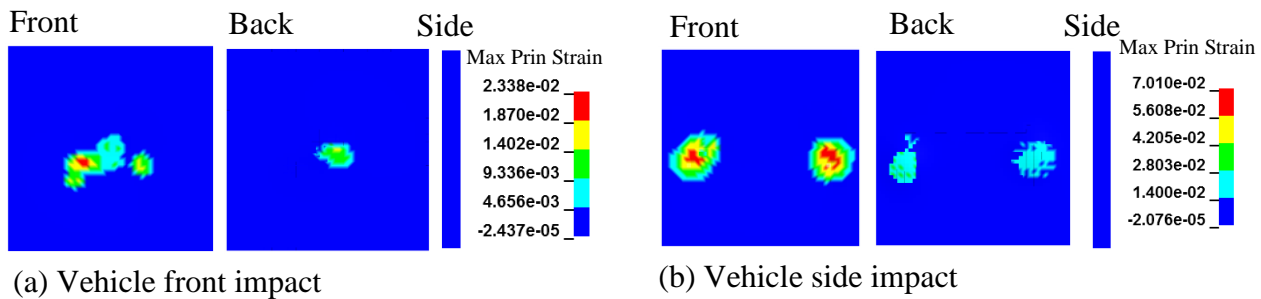 Front
Back
Side
Max Prin Strain
2.338e-02
1.870e-02
1.402e-02
9.336e-03
4.656e-03
-2.437e-05
(a) Vehicle front impact
Front
Back
Side
Max Prin Strain
7.010e-02
5.608e-02
4.205e-02
2.803e-02
1.400e-02
-2.076e-05
(b) Vehicle side impact